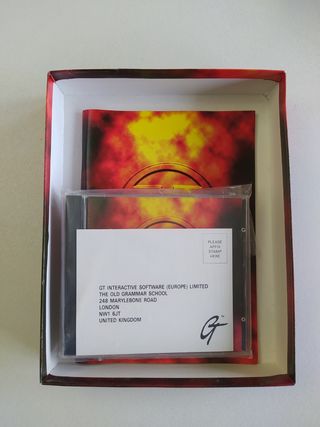 PLEASE
AFFIX
STAMP
HERE
GT INTERACTIVE SOFTWARE (EUROPE) LIMITED
THE OLD GRAMMAR SCHOOL
248 MARYLEBONE ROAD
LONDON
NW1 6JT
UNITED KINGDOM
GT